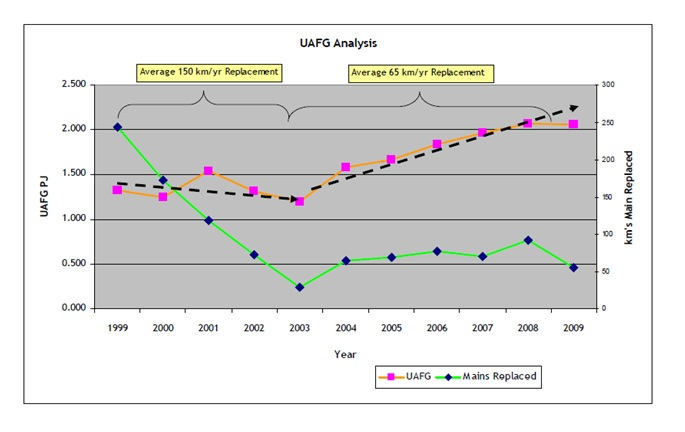 UAFG Analysis
Average 150 km/yr Replacement
Average 65 km/yr Replacement
2.500
2.000
1.500
1.000
0.500
0.000
UAFG PJ
300
250
200
150
100
50
0
km's Main Replaced
1999 2000 2001 2002 2003 2004 2005 2006 2007 2008 2009
Year
UAFG Mains Replaced